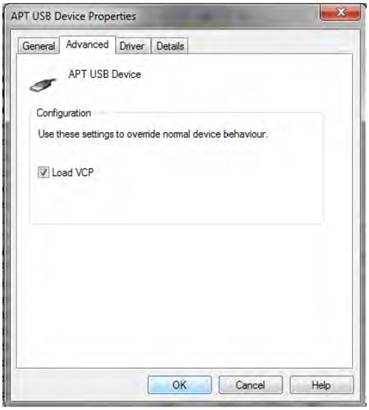 APT USB Device Properties
General Advanced Driver Details
APT USB Device
Configuration
Use these settings to override normal device behaviour.
Load VCP
OK Cancel Help